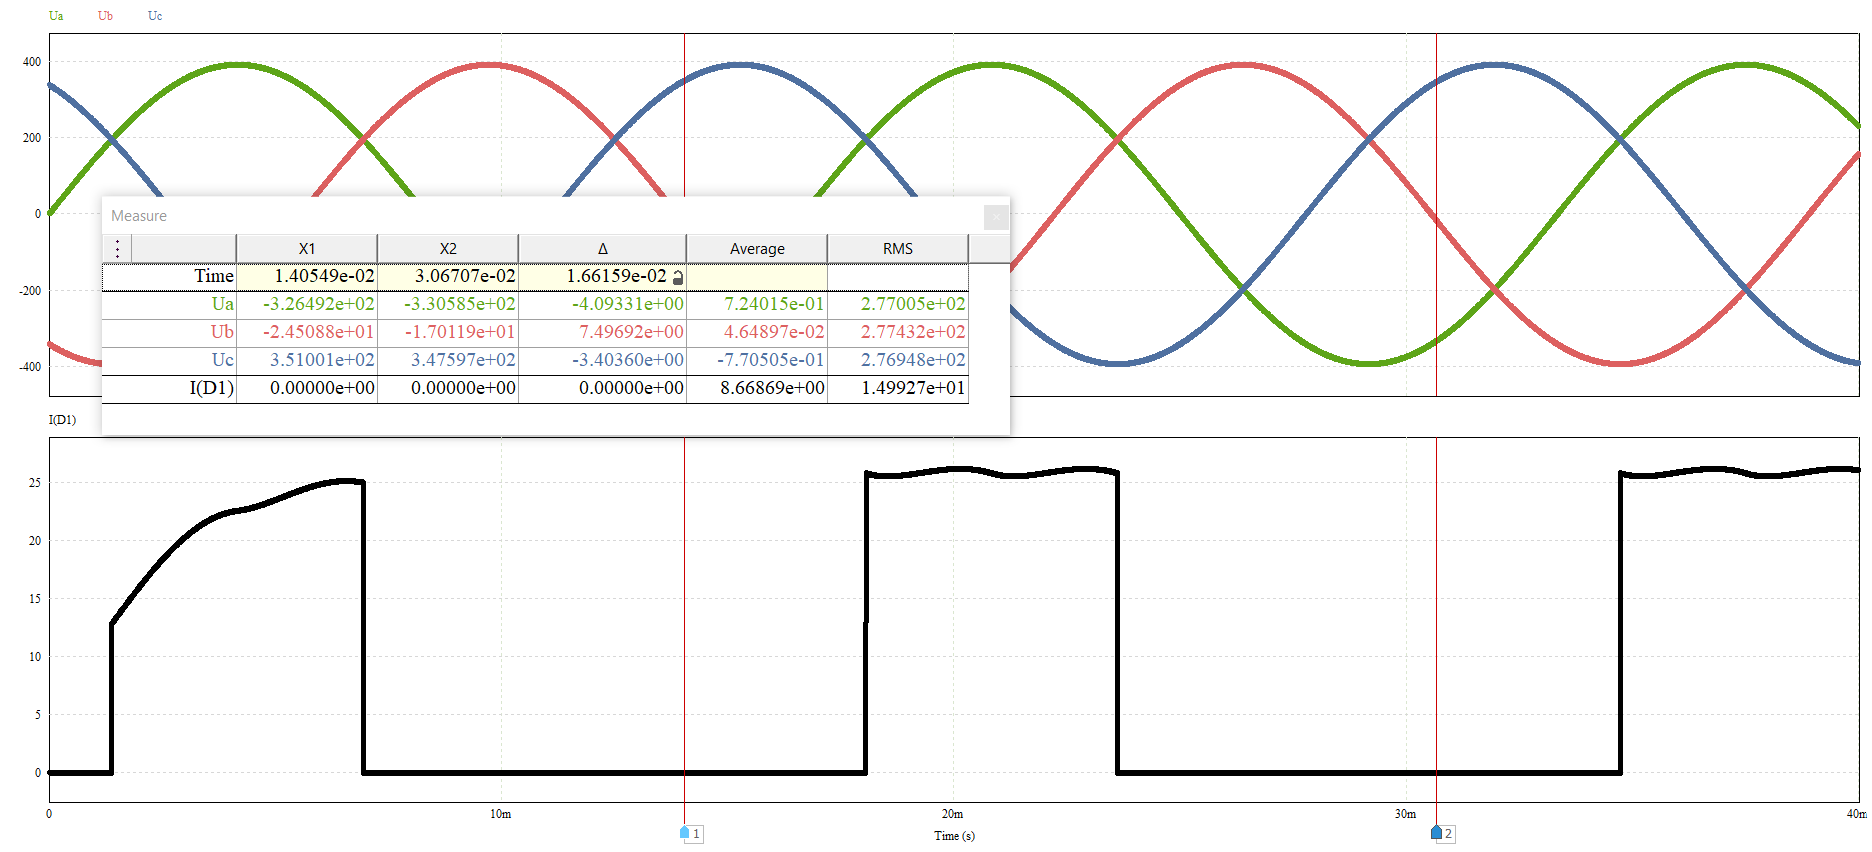 Ua Ub Uc
400
200
0
-200
-400
Measure
X1 X2 Δ Average RMS
Time 1.40549e-02 3.06707e-02 1.66159e-02
Ua -3.26492e+02 -3.30585e+02 -4.09331e+00 7.24015e-01 2.77005e+02
Ub -2.45088e+01 -1.70119e+01 7.49692e+00 4.64897e-02 2.77432e+02
Uc 3.51001e+02 3.47597e+02 -3.40360e+00 -7.70505e-01 2.76948e+02
I(D1) 0.00000e+00 0.00000e+00 0.00000e+00 8.66869e+00 1.49927e+01
I(D1)
25
20
15
10
5
0
0 10m 20m 30m 40m
Time (s)
1 2